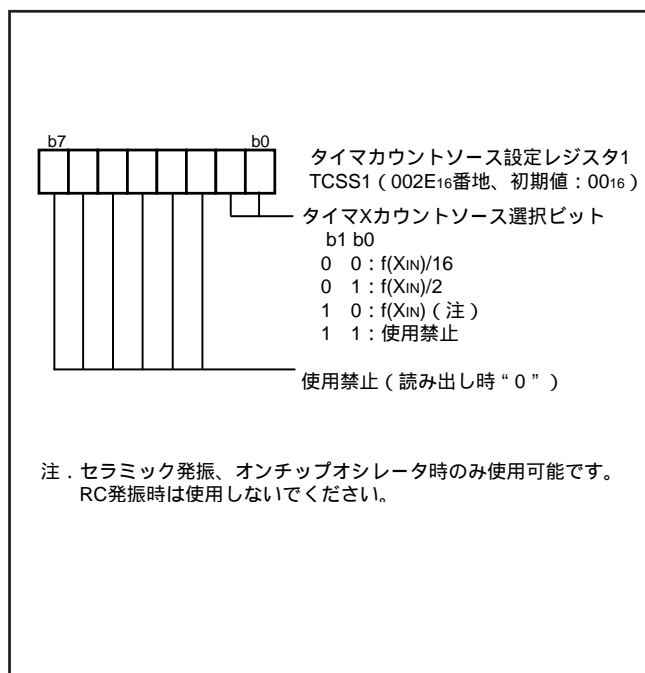 b7 b0
タイマカウントソース設定レジスタ1
TCSS1（002E16番地、初期値：0016）
タイマXカウントソース選択ビット
b1 b0
0 0：f(XIN)/16
0 1：f(XIN)/2
1 0：f(XIN)（注）
1 1：使用禁止
使用禁止（読み出し時“0”）
注．セラミック発振、オンチップオシレータ時のみ使用可能です。
RC発振時は使用しないでください。